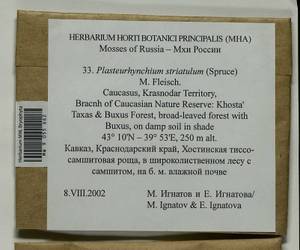 HERBARIUM HORTI BOTANICI PRINCIPALIS (MHA)
Mosses of Russia – Мхи России
33. Plasteurhynchium striatulum (Spruce)
M. Fleisch.
Caucasus, Krasnodar Territory,
Bracnh of Caucasian Nature Reserve: Khosta'
Taxas & Buxus Forest, broad-leaved forest with
Buxus, on damp soil in shade
43° 10'N – 39° 53'E, 250 m alt.
Кавказ, Краснодарский край, Хостинская тиссо-
самшитовая роща, в широколиственном лесу с
самшитом, на б. м. влажной почве
8.VIII.2002
М. Игнатов и Е. Игнатова/
M. Ignatov & E. Ignatova